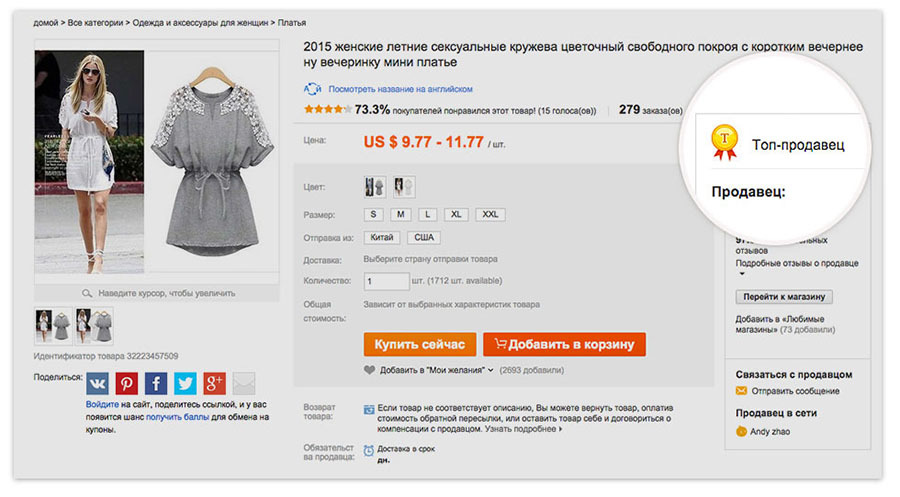 домой > Все категории > Одежда и аксессуары для женщин > Платья
2015 женские летние сексуальные кружева цветочный свободного покроя с коротким вечернее
ну вечеринку мини платье
Посмотреть название на английском
73.3% покупателей понравился этот товар! (15 голоса(ов))
279 заказа(ов)
Цена:
US $ 9.77 - 11.77 / шт.
Цвет:
Размер:
S M L XL XXL
Отправка из:
Китай США
Доставка:
Выберите страну отправки товара
Количество:
1 шт. (1712 шт. available)
Общая
стоимость:
Зависит от выбранных характеристик товара
Купить сейчас
Добавить в корзину
Добавить в "Мои желания" (2693 добавили)
Возврат
товара:
Если товар не соответствует описанию, Вы можете вернуть товар, оплатив
стоимость обратной пересылки, или оставить товар себе и договориться о
компенсации с продавцом. Узнать подробнее
Обязательст
ва продавца:
Доставка в срок
дн.
Наведите курсор, чтобы увеличить
Идентификатор товара 32223457509
Поделиться:
Войдите на сайт, поделитесь ссылкой, и у вас
появится шанс получить баллы для обмена на
купоны.
T
Топ-продавец
Продавец:
отзывов
Подробные отзывы о продавце
Перейти к магазину
Добавить в «Любимые
магазины» (73 добавили)
Связаться с продавцом
Отправить сообщение
Продавец в сети
Andy zhao